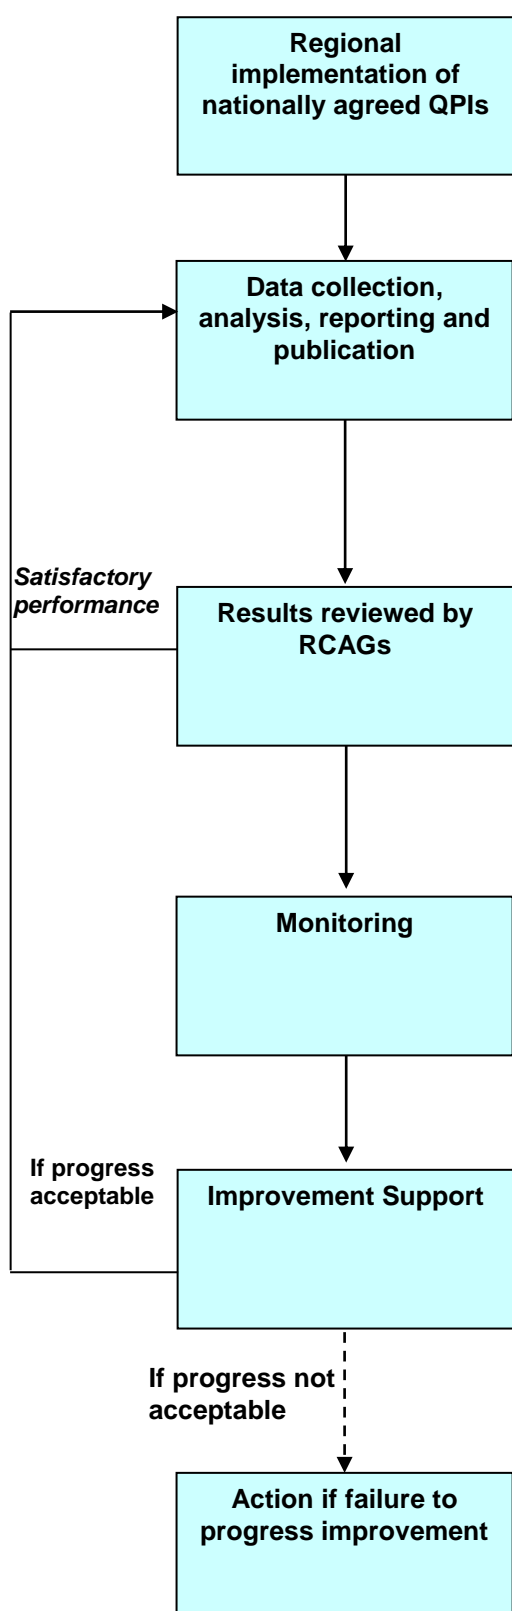 Regional
implementation of
nationally agreed QPIs
Data collection,
analysis, reporting and
publication
Satisfactory
performance
Results reviewed by
RCAGs
Monitoring
If progress
acceptable
Improvement Support
If progress not
acceptable
Action if failure to
progress improvement